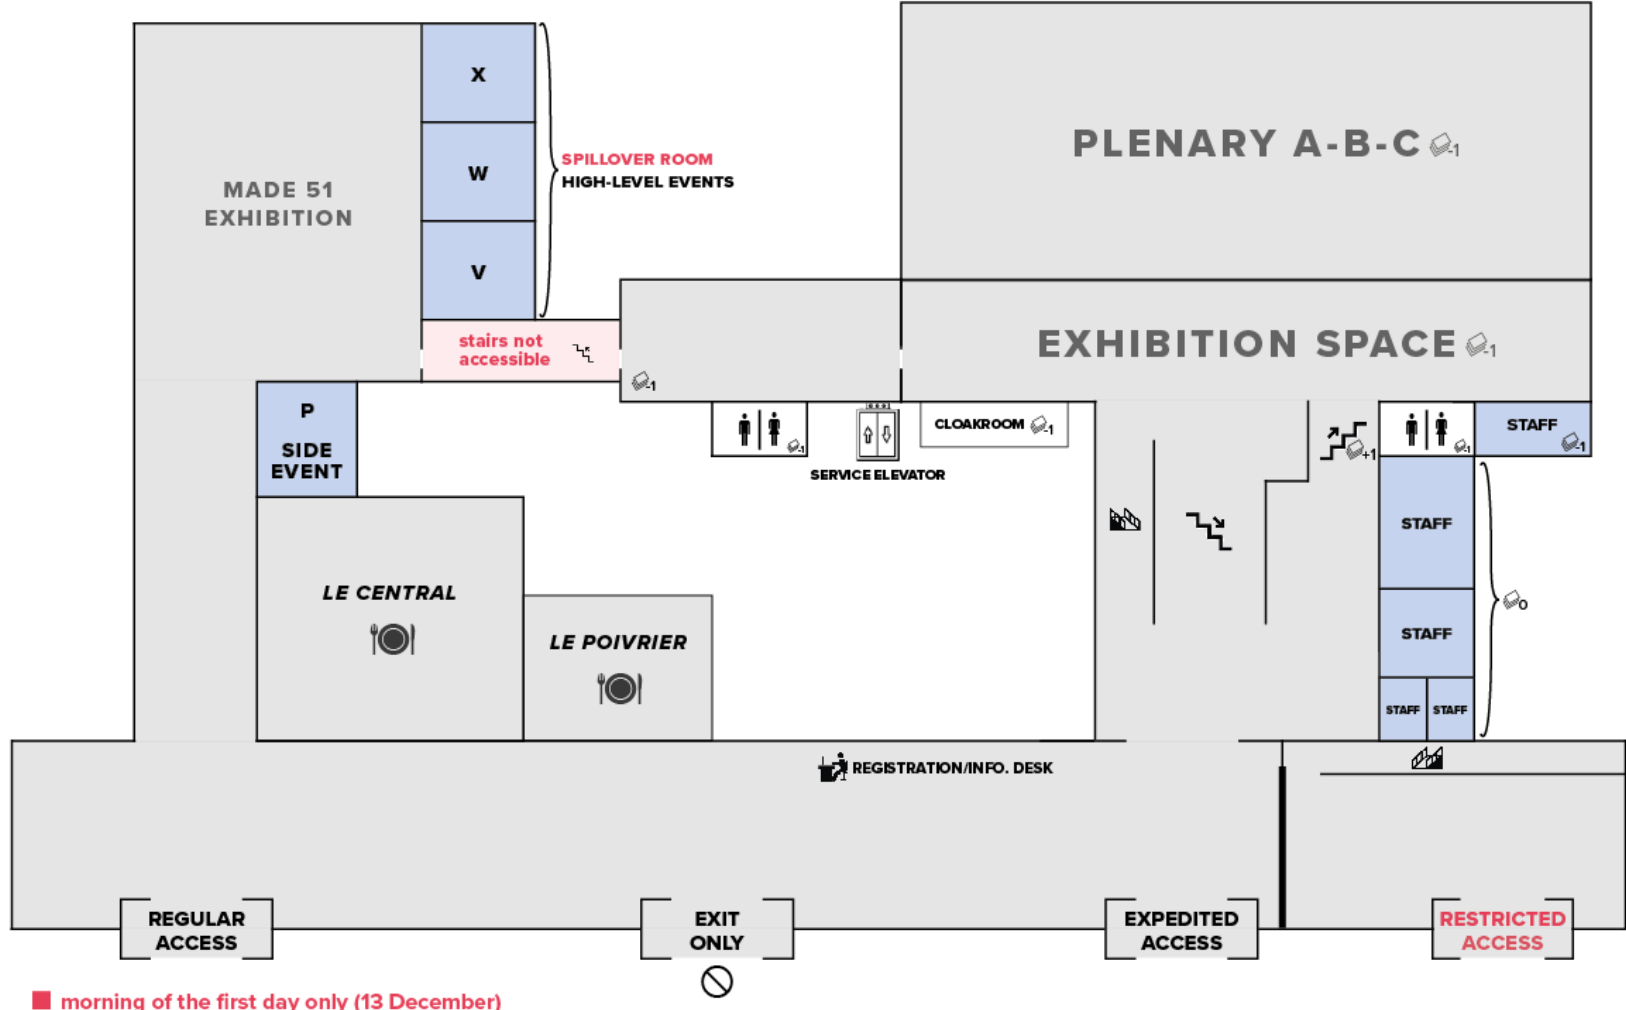 X
PLENARY A-B-C -1
SPILLOVER ROOM
HIGH-LEVEL EVENTS
W
MADE 51
EXHIBITION
V
stairs not
accessible
EXHIBITION SPACE -1
-1
P
SIDE
EVENT
-1
CLOAKROOM -1
+1
-1
STAFF
-1
SERVICE ELEVATOR
STAFF
LE CENTRAL
0
LE POIVRIER
STAFF
STAFF
STAFF
REGISTRATION/INFO. DESK
REGULAR
ACCESS
EXIT
ONLY
EXPEDITED
ACCESS
RESTRICTED
ACCESS
morning of the first day only (13 December)